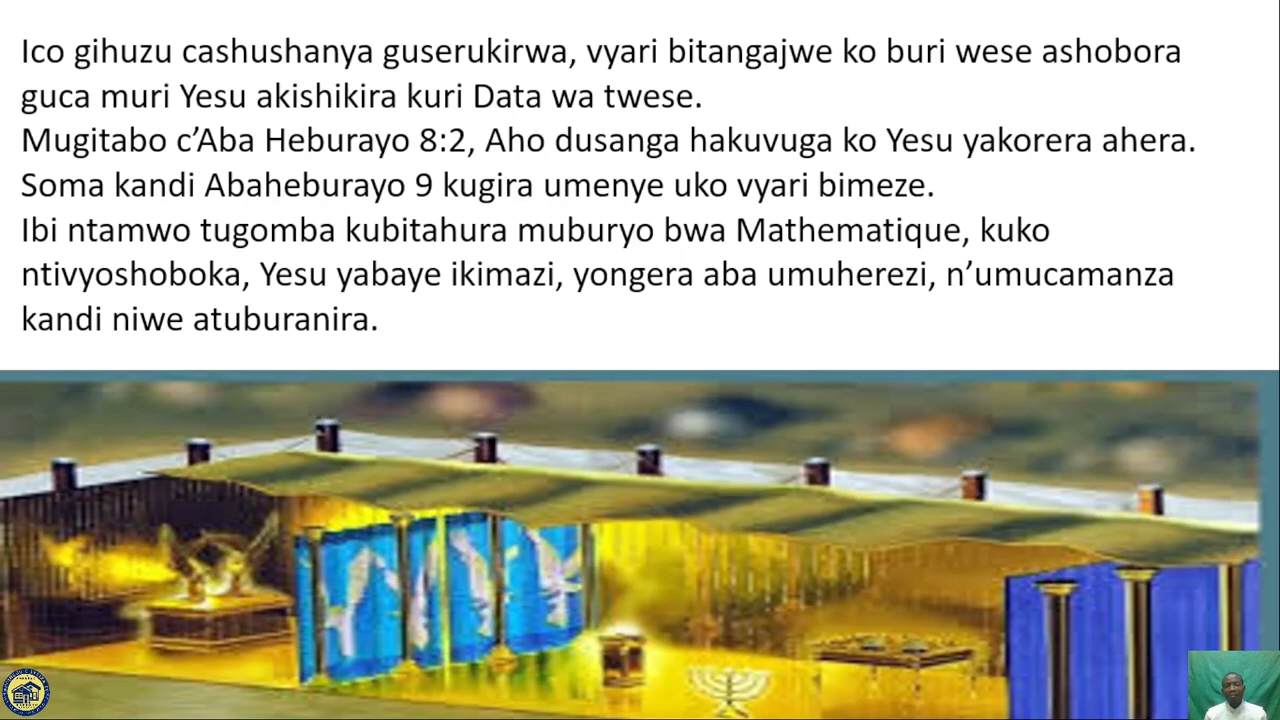 Ico gihuzu cashushanya guserukirwa, vyari bitangajwe ko buri wese ashobora
guca muri Yesu akishikira kuri Data wa twese.
Mugitabo c’Aba Heburayo 8:2, Aho dusanga hakuvuga ko Yesu yakorera ahera.
Soma kandi Abaheburayo 9 kugira umenye uko vyari bimeze.
Ibi ntamwo tugomba kubitahura muburyo bwa Mathematique, kuko
ntivyoshoboka, Yesu yabaye ikimazi, yongera aba umuherezi, n’umucamanza
kandi niwe atuburanira.